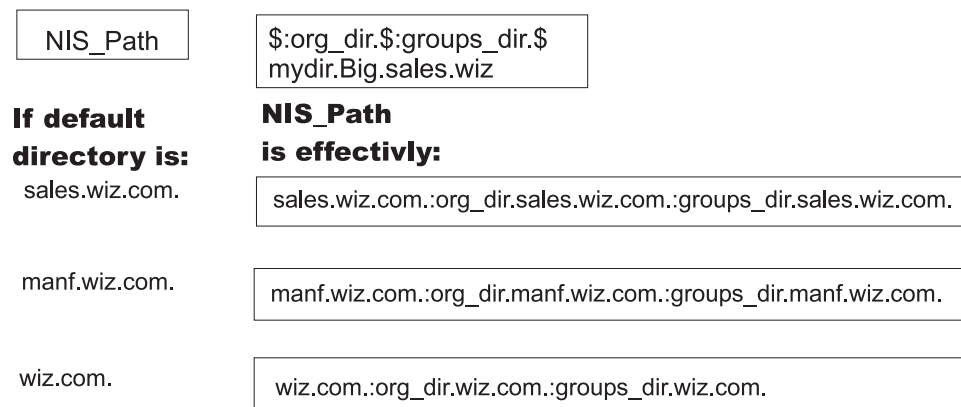 NIS_Path
$:org_dir.$:groups_dir.$
mydir.Big.sales.wiz
If default
directory is:
NIS_Path
is effectivly:
sales.wiz.com.
sales.wiz.com.:org_dir.sales.wiz.com.:groups_dir.sales.wiz.com.
manf.wiz.com.
manf.wiz.com.:org_dir.manf.wiz.com.:groups_dir.manf.wiz.com.
wiz.com.
wiz.com.:org_dir.wiz.com.:groups_dir.wiz.com.